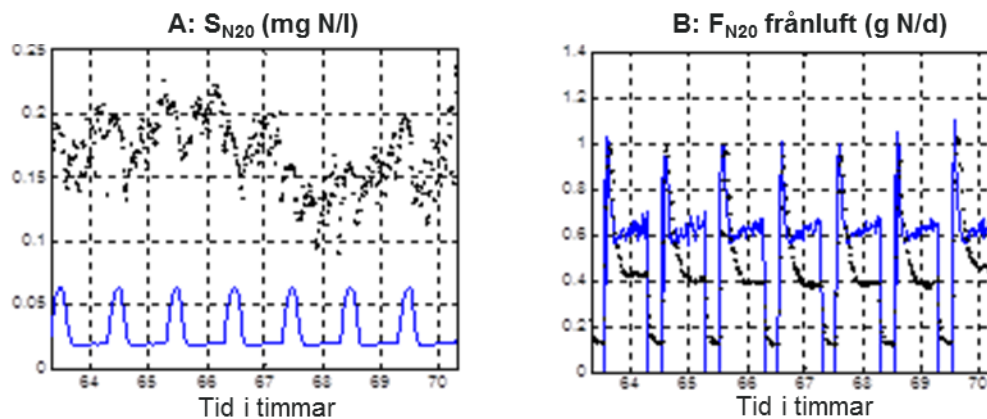 A: SN20 (mg N/l)
0.25
0.2
0.15
0.1
0.05
0
64 65 66 67 68 69 70
Tid i timmar
B: FN20 frånluft (g N/d)
1.4
1.2
1
0.8
0.6
0.4
0.2
0
64 65 66 67 68 69 70
Tid i timmar